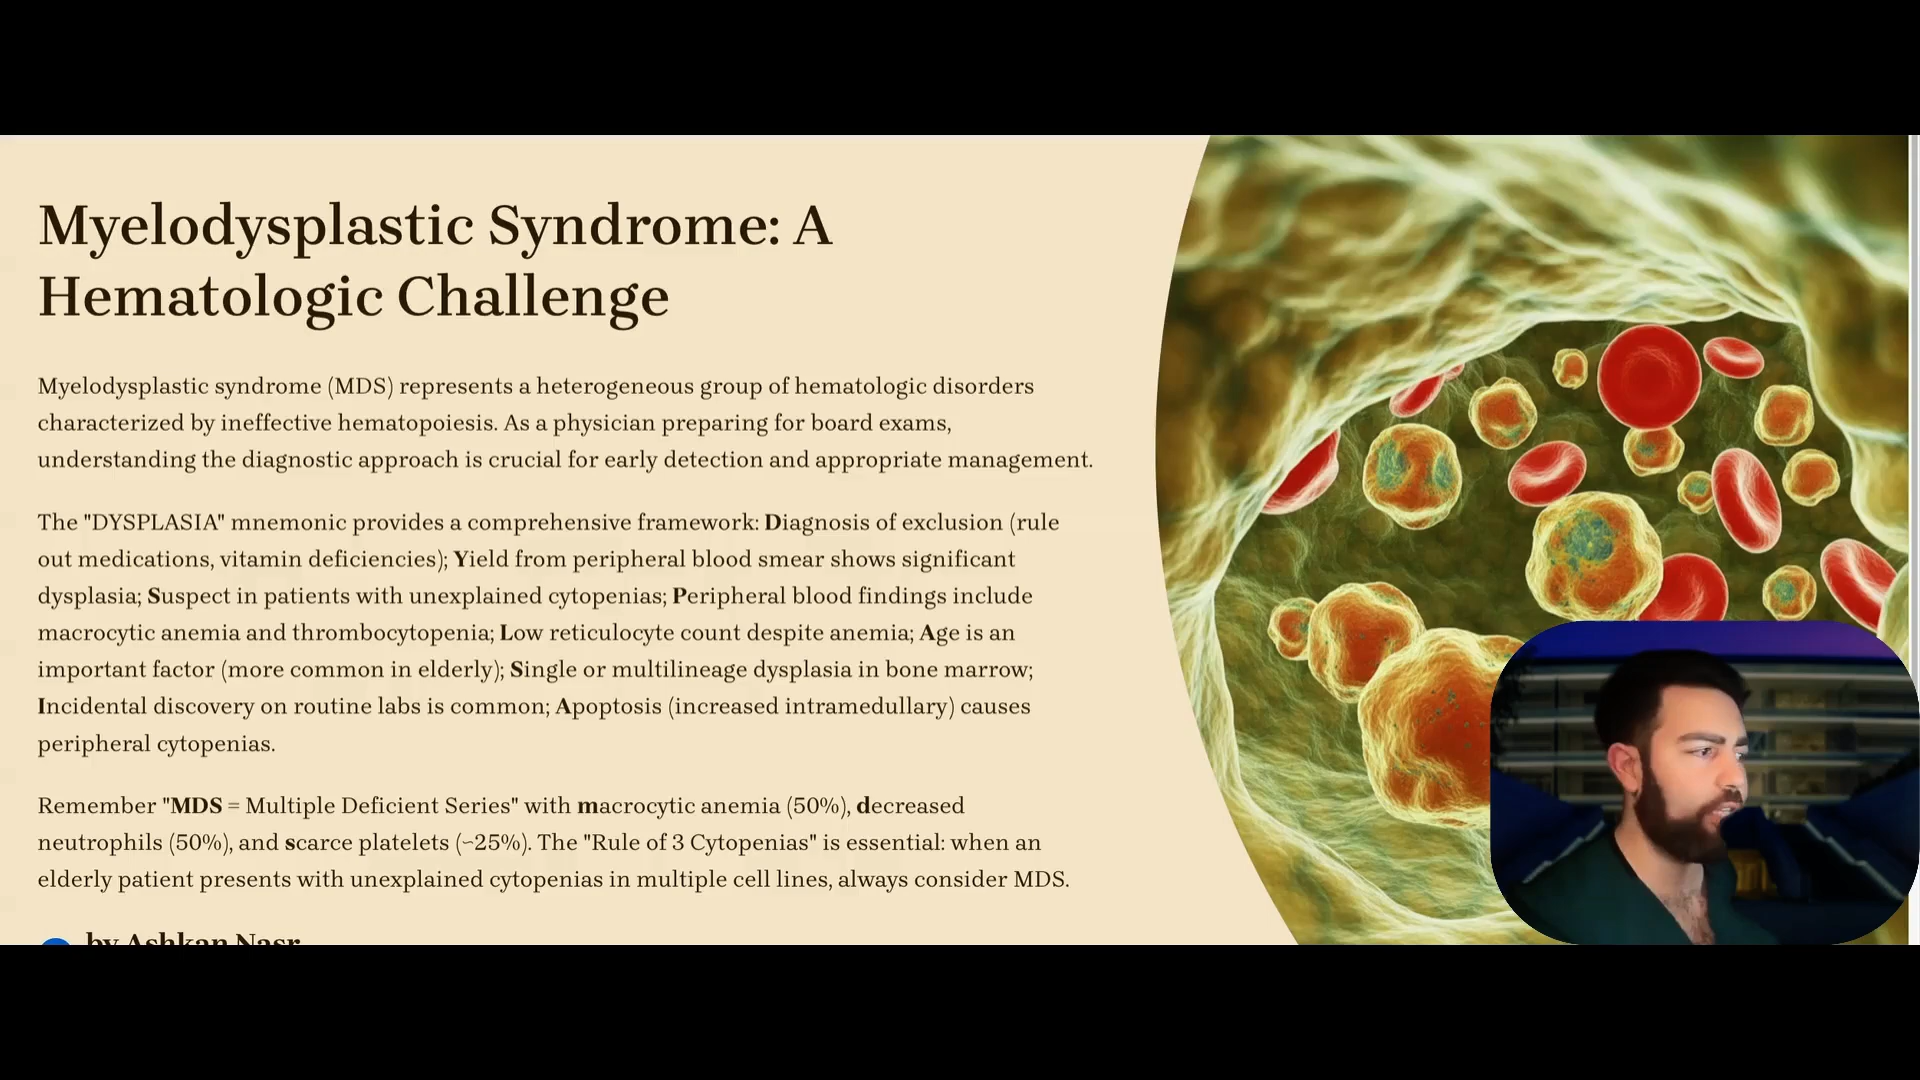 Myelodysplastic Syndrome: A
Hematologic Challenge
Myelodysplastic syndrome (MDS) represents a heterogeneous group of hematologic disorders
characterized by ineffective hematopoiesis. As a physician preparing for board exams,
understanding the diagnostic approach is crucial for early detection and appropriate management.
The "DYSPLASIA" mnemonic provides a comprehensive framework: Diagnosis of exclusion (rule
out medications, vitamin deficiencies); Yield from peripheral blood smear shows significant
dysplasia; Suspect in patients with unexplained cytopenias; Peripheral blood findings include
macrocytic anemia and thrombocytopenia; Low reticulocyte count despite anemia; Age is an
important factor (more common in elderly); Single or multilineage dysplasia in bone marrow;
Incidental discovery on routine labs is common; Apoptosis (increased intramedullary) causes
peripheral cytopenias.
Remember "MDS = Multiple Deficient Series" with macrocytic anemia (50%), decreased
neutrophils (50%), and scarce platelets (~25%). The "Rule of 3 Cytopenias" is essential: when an
elderly patient presents with unexplained cytopenias in multiple cell lines, always consider MDS.
by Ashkan Nasr